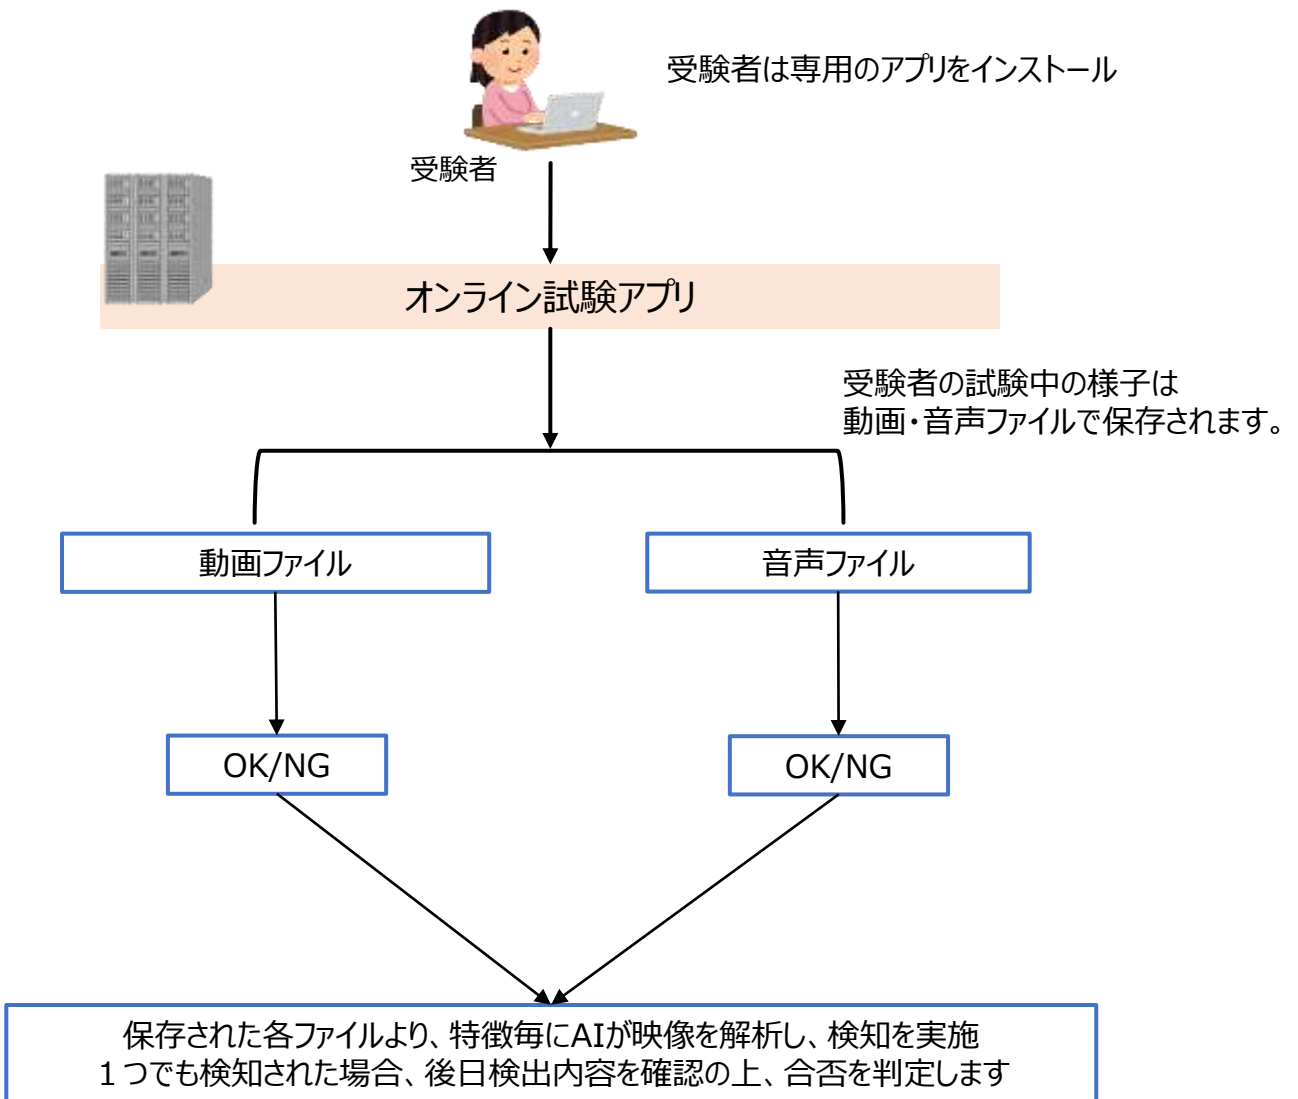 受験者は専用のアプリをインストール
受験者
オンライン試験アプリ
受験者の試験中の様子は
動画・音声ファイルで保存されます。
動画ファイル
音声ファイル
OK/NG
OK/NG
保存された各ファイルより、特徴毎にAIが映像を解析し、検知を実施
１つでも検知された場合、後日検出内容を確認の上、合否を判定します